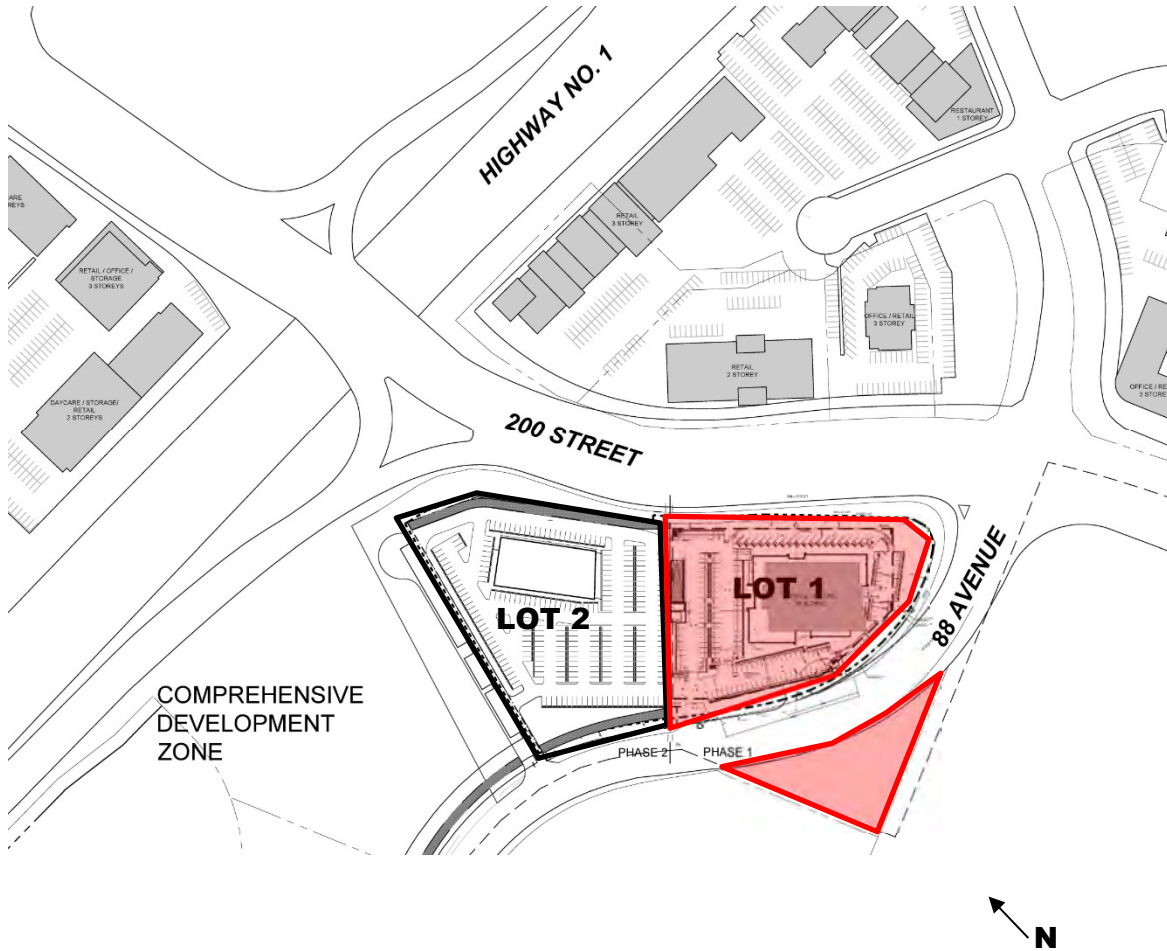 HIGHWAY NO. 1
RESTAURANT
1 STOREY
RETAIL
3 STOREY
RETAIL / OFFICE /
STORAGE
3 STOREYS
OFFICE / RETAIL
3 STOREY
RETAIL
2 STOREY
DAYCARE / STORAGE/
RETAIL
2 STOREYS
200 STREET
LOT 1
LOT 2
88 AVENUE
COMPREHENSIVE
DEVELOPMENT
ZONE
PHASE 2
PHASE 1
N